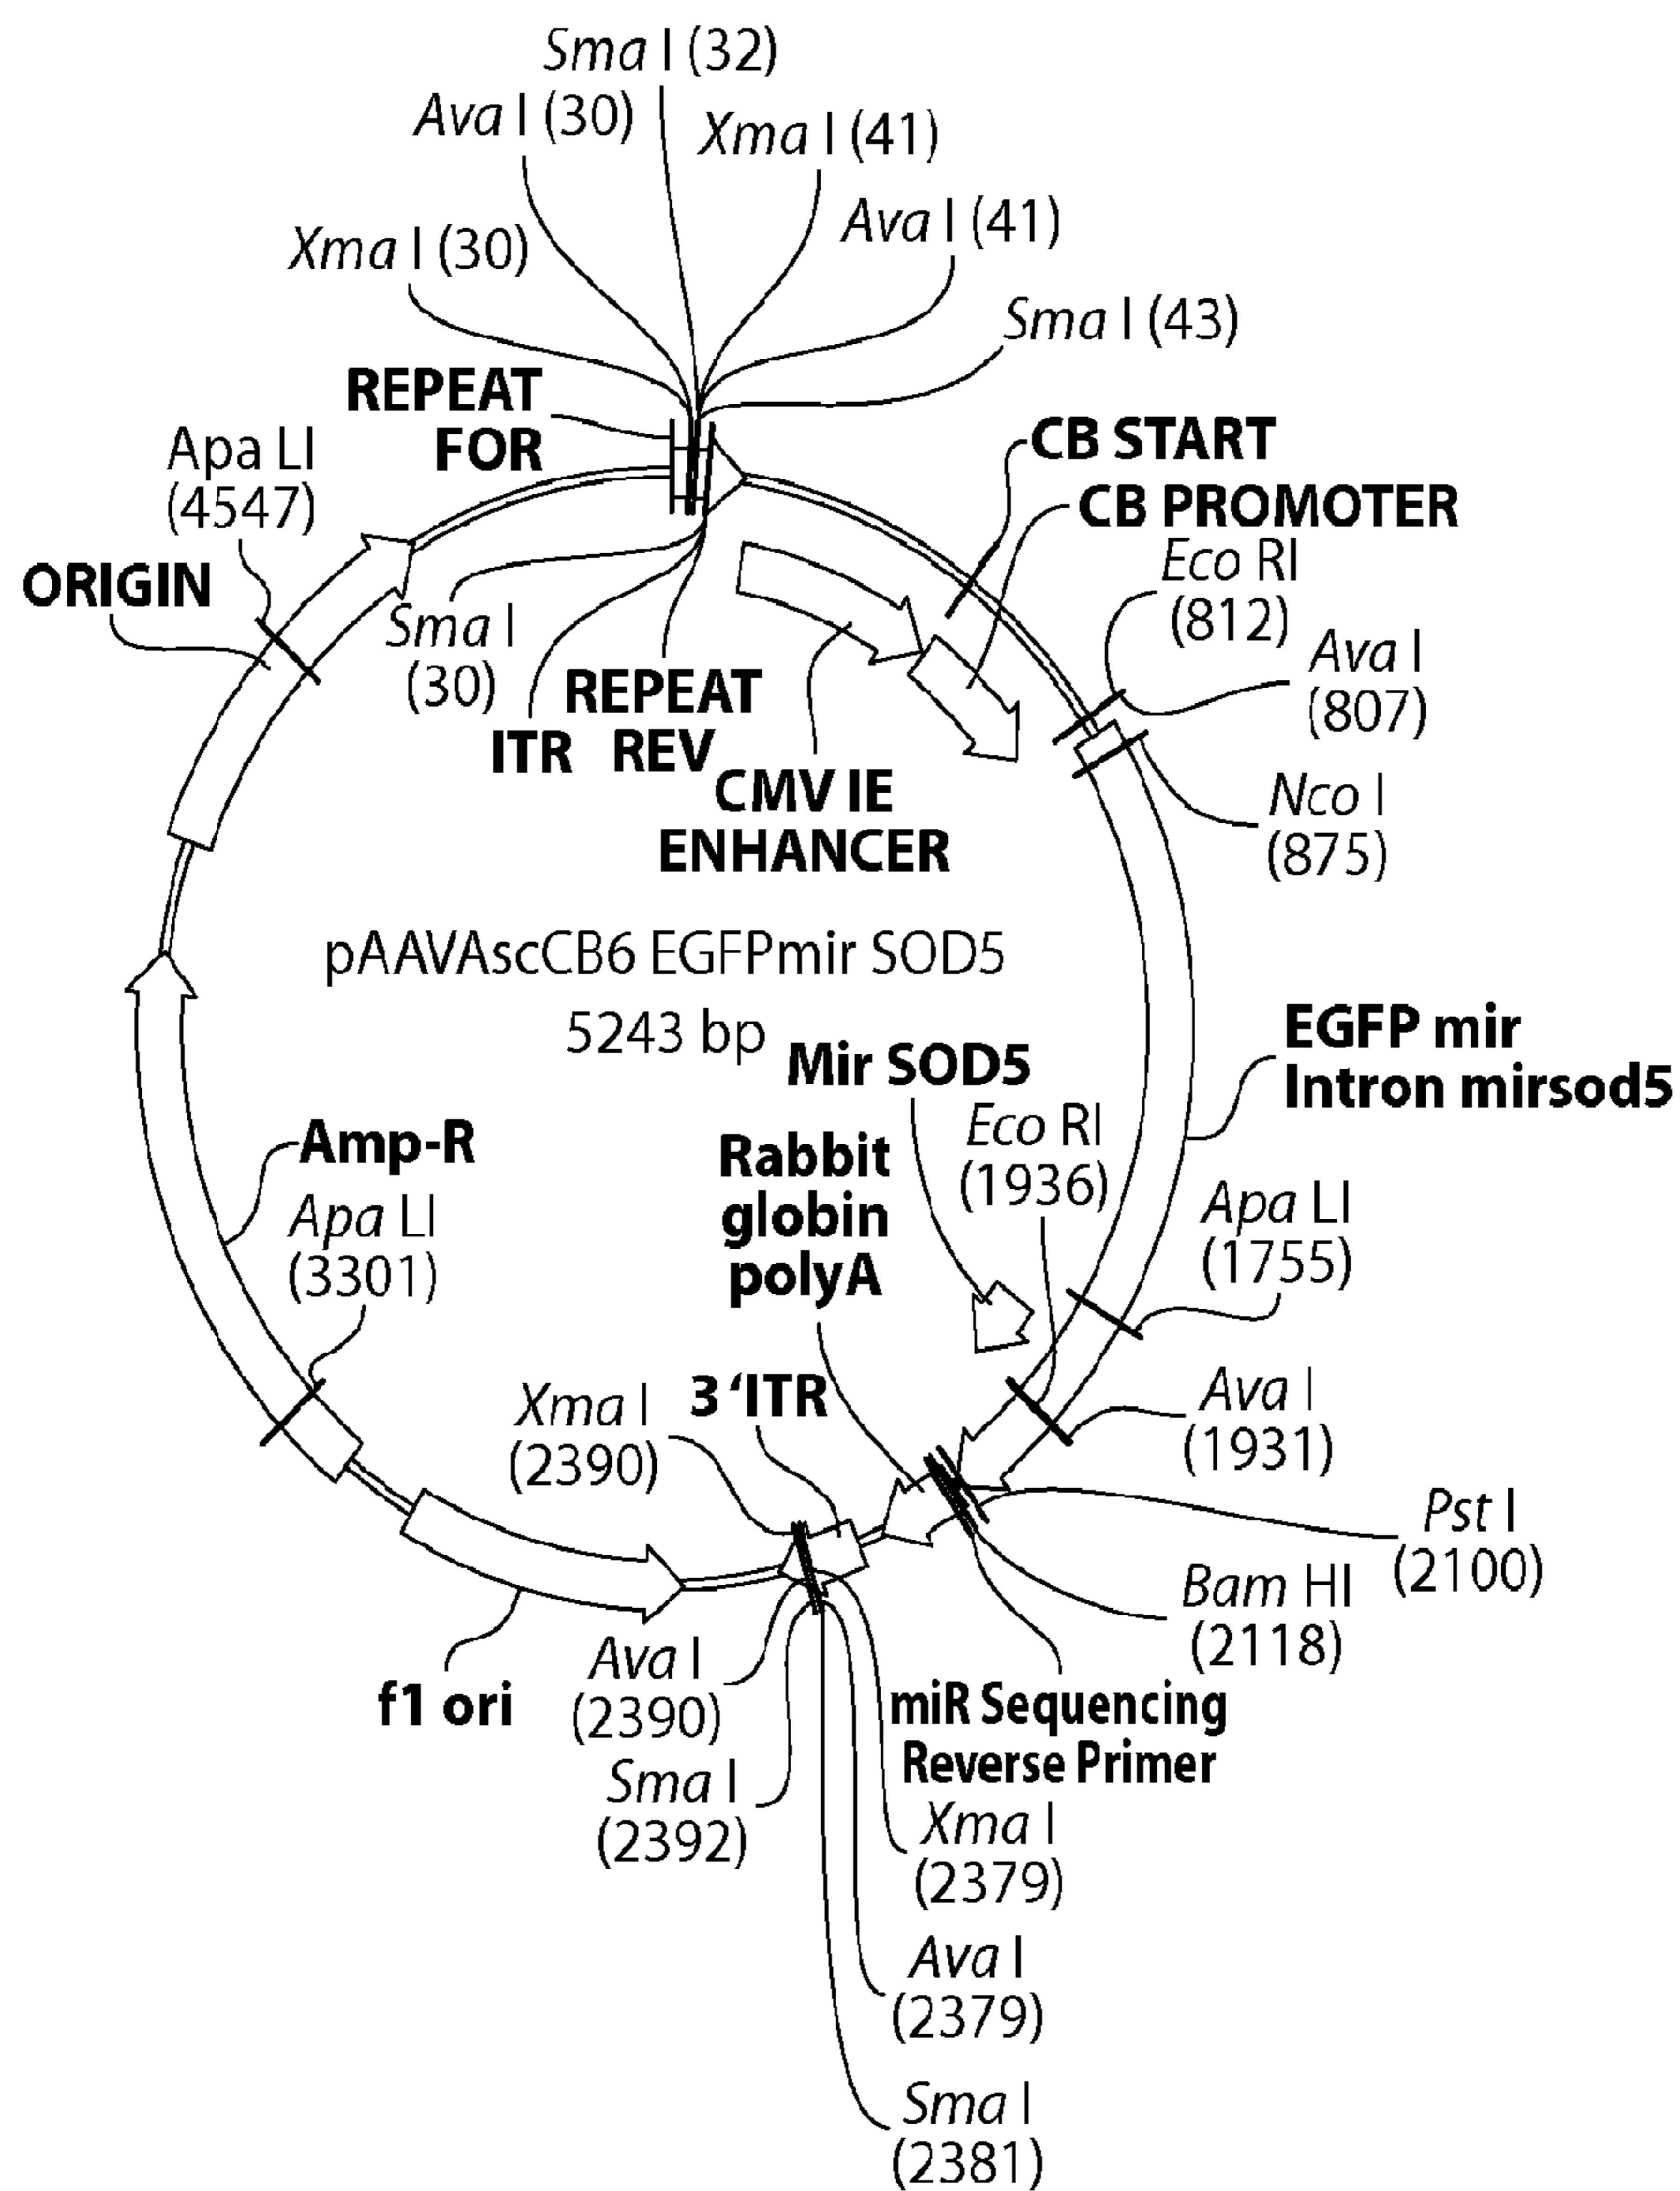 Sma I (32)
Ava I (30)
Xma I (41)
Ava I (41)
Xma I (30)
Sma I (43)
REPEAT
FOR
CB START
Apa LI
(4547)
CB PROMOTER
Eco RI
(812)
ORIGIN
Sma I
(30)
Ava I
(807)
REPEAT
ITR REV
CMV IE
ENHANCER
Nco I
(875)
pAAVAscCB6 EGFPmir SOD5
5243 bp
EGFP mir
Intron mirsod5
Mir SOD5
Eco RI
(1936)
Amp-R
Rabbit
globin
polyA
Apa LI
(3301)
Apa LI
(1755)
Xma I
(2390)
3 ‘ITR
Ava I
(1931)
Pst I
(2100)
Bam HI
(2118)
Ava I
(2390)
f1 ori
miR Sequencing
Reverse Primer
Sma I
(2392)
Xma I
(2379)
Ava I
(2379)
Sma I
(2381)